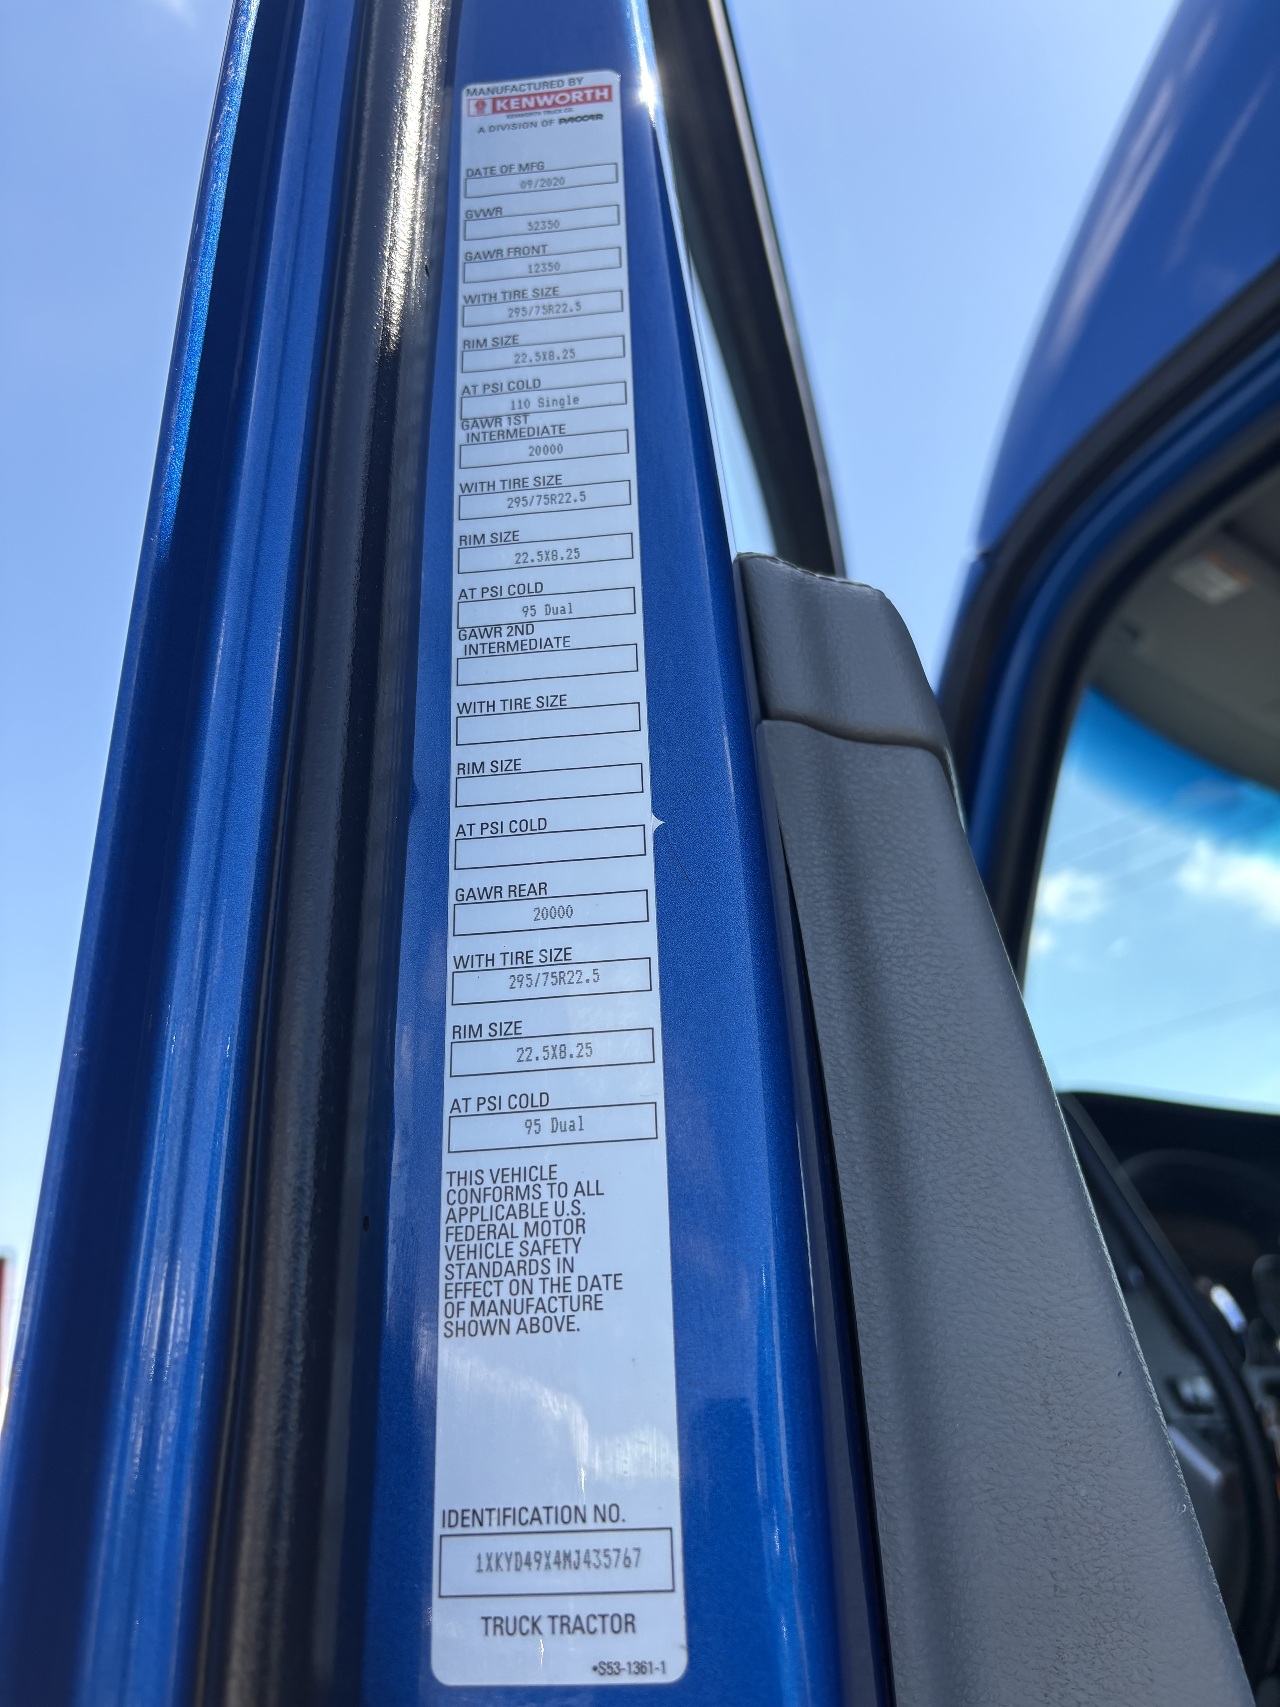 MANUFACTURED BY
KENWORTH
KENWORTH TRUCK CO.
A DIVISION OF PACCAR
DATE OF MFG
09/2020
GVWR
52350
GAWR FRONT
12350
WITH TIRE SIZE
295/75R22.5
RIM SIZE
22.5X8.25
AT PSI COLD
110 Single
GAWR 1ST
INTERMEDIATE
20000
WITH TIRE SIZE
295/75R22.5
RIM SIZE
22.5X8.25
AT PSI COLD
95 Dual
GAWR 2ND
INTERMEDIATE
WITH TIRE SIZE
RIM SIZE
AT PSI COLD
GAWR REAR
20000
WITH TIRE SIZE
295/75R22.5
RIM SIZE
22.5X8.25
AT PSI COLD
95 Dual
THIS VEHICLE
CONFORMS TO ALL
APPLICABLE U.S.
FEDERAL MOTOR
VEHICLE SAFETY
STANDARDS IN
EFFECT ON THE DATE
OF MANUFACTURE
SHOWN ABOVE.
IDENTIFICATION NO.
1XKYD49X4MJ435767
TRUCK TRACTOR
•S53-1361-1